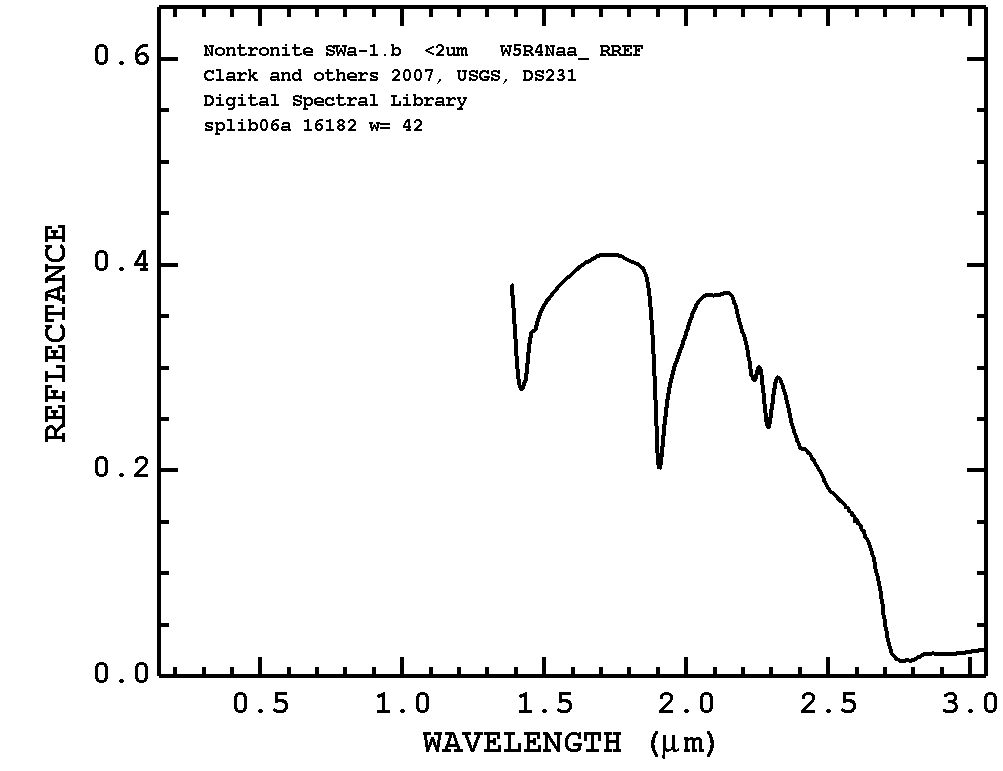 Nontronite SWa-1.b <2um W5R4Naa_ RREF
Clark and others 2007, USGS, DS231
Digital Spectral Library
splib06a 16182 w= 42
REFLECTANCE
0.6
0.4
0.2
0.0
0.5 1.0 1.5 2.0 2.5 3.0
WAVELENGTH (μm)